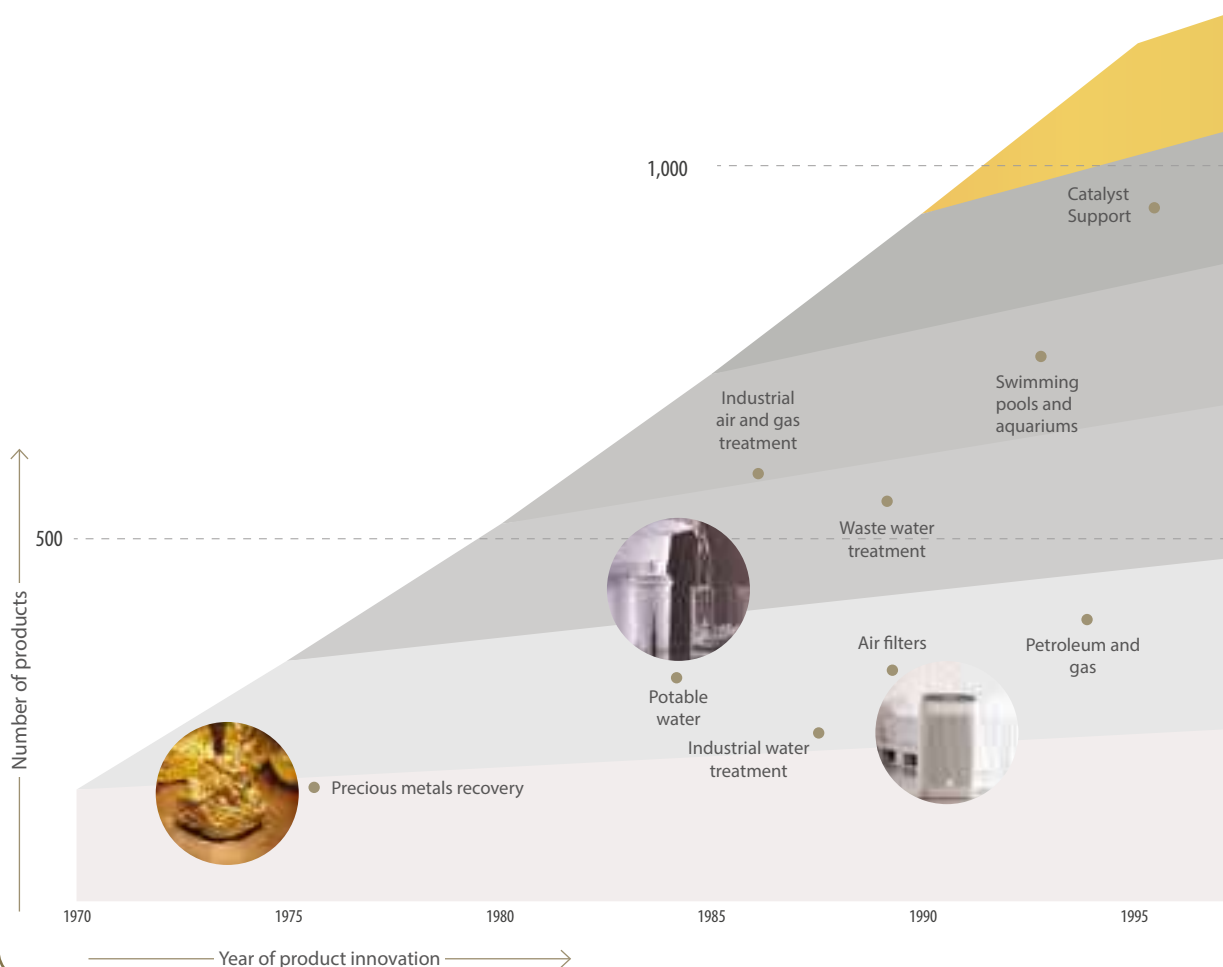 1,000
Catalyst
Support
Swimming
pools and
aquariums
Industrial
air and gas
treatment
500
Waste water
treatment
Air filters
Petroleum and
gas
Potable
water
Industrial water
treatment
Precious metals recovery
Number of products
1970 1975 1980 1985 1990 1995
Year of product innovation